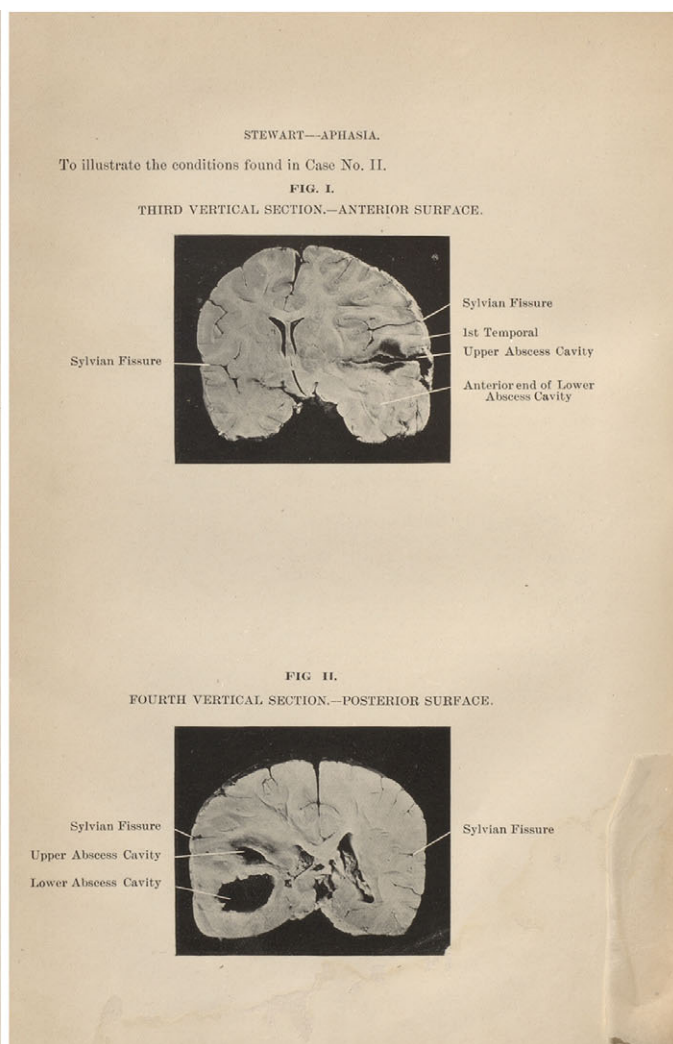 STEWART—APHASIA.
To illustrate the conditions found in Case No. II.
FIG. I.
THIRD VERTICAL SECTION.—ANTERIOR SURFACE.
Sylvian Fissure
1st Temporal
Upper Abscess Cavity
Sylvian Fissure
Anterior end of Lower
Abscess Cavity
FIG II.
FOURTH VERTICAL SECTION.—POSTERIOR SURFACE.
Sylvian Fissure
Sylvian Fissure
Upper Abscess Cavity
Lower Abscess Cavity